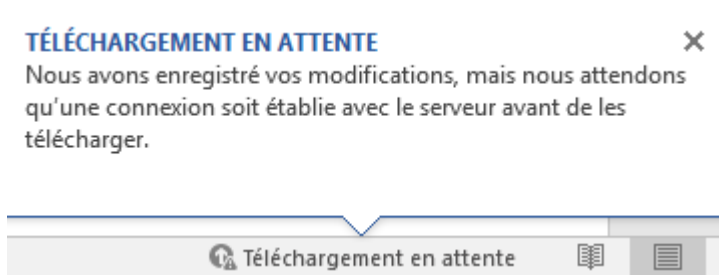 TÉLÉCHARGEMENT EN ATTENTE
Nous avons enregistré vos modifications, mais nous attendons
qu'une connexion soit établie avec le serveur avant de les
télécharger.
Téléchargement en attente